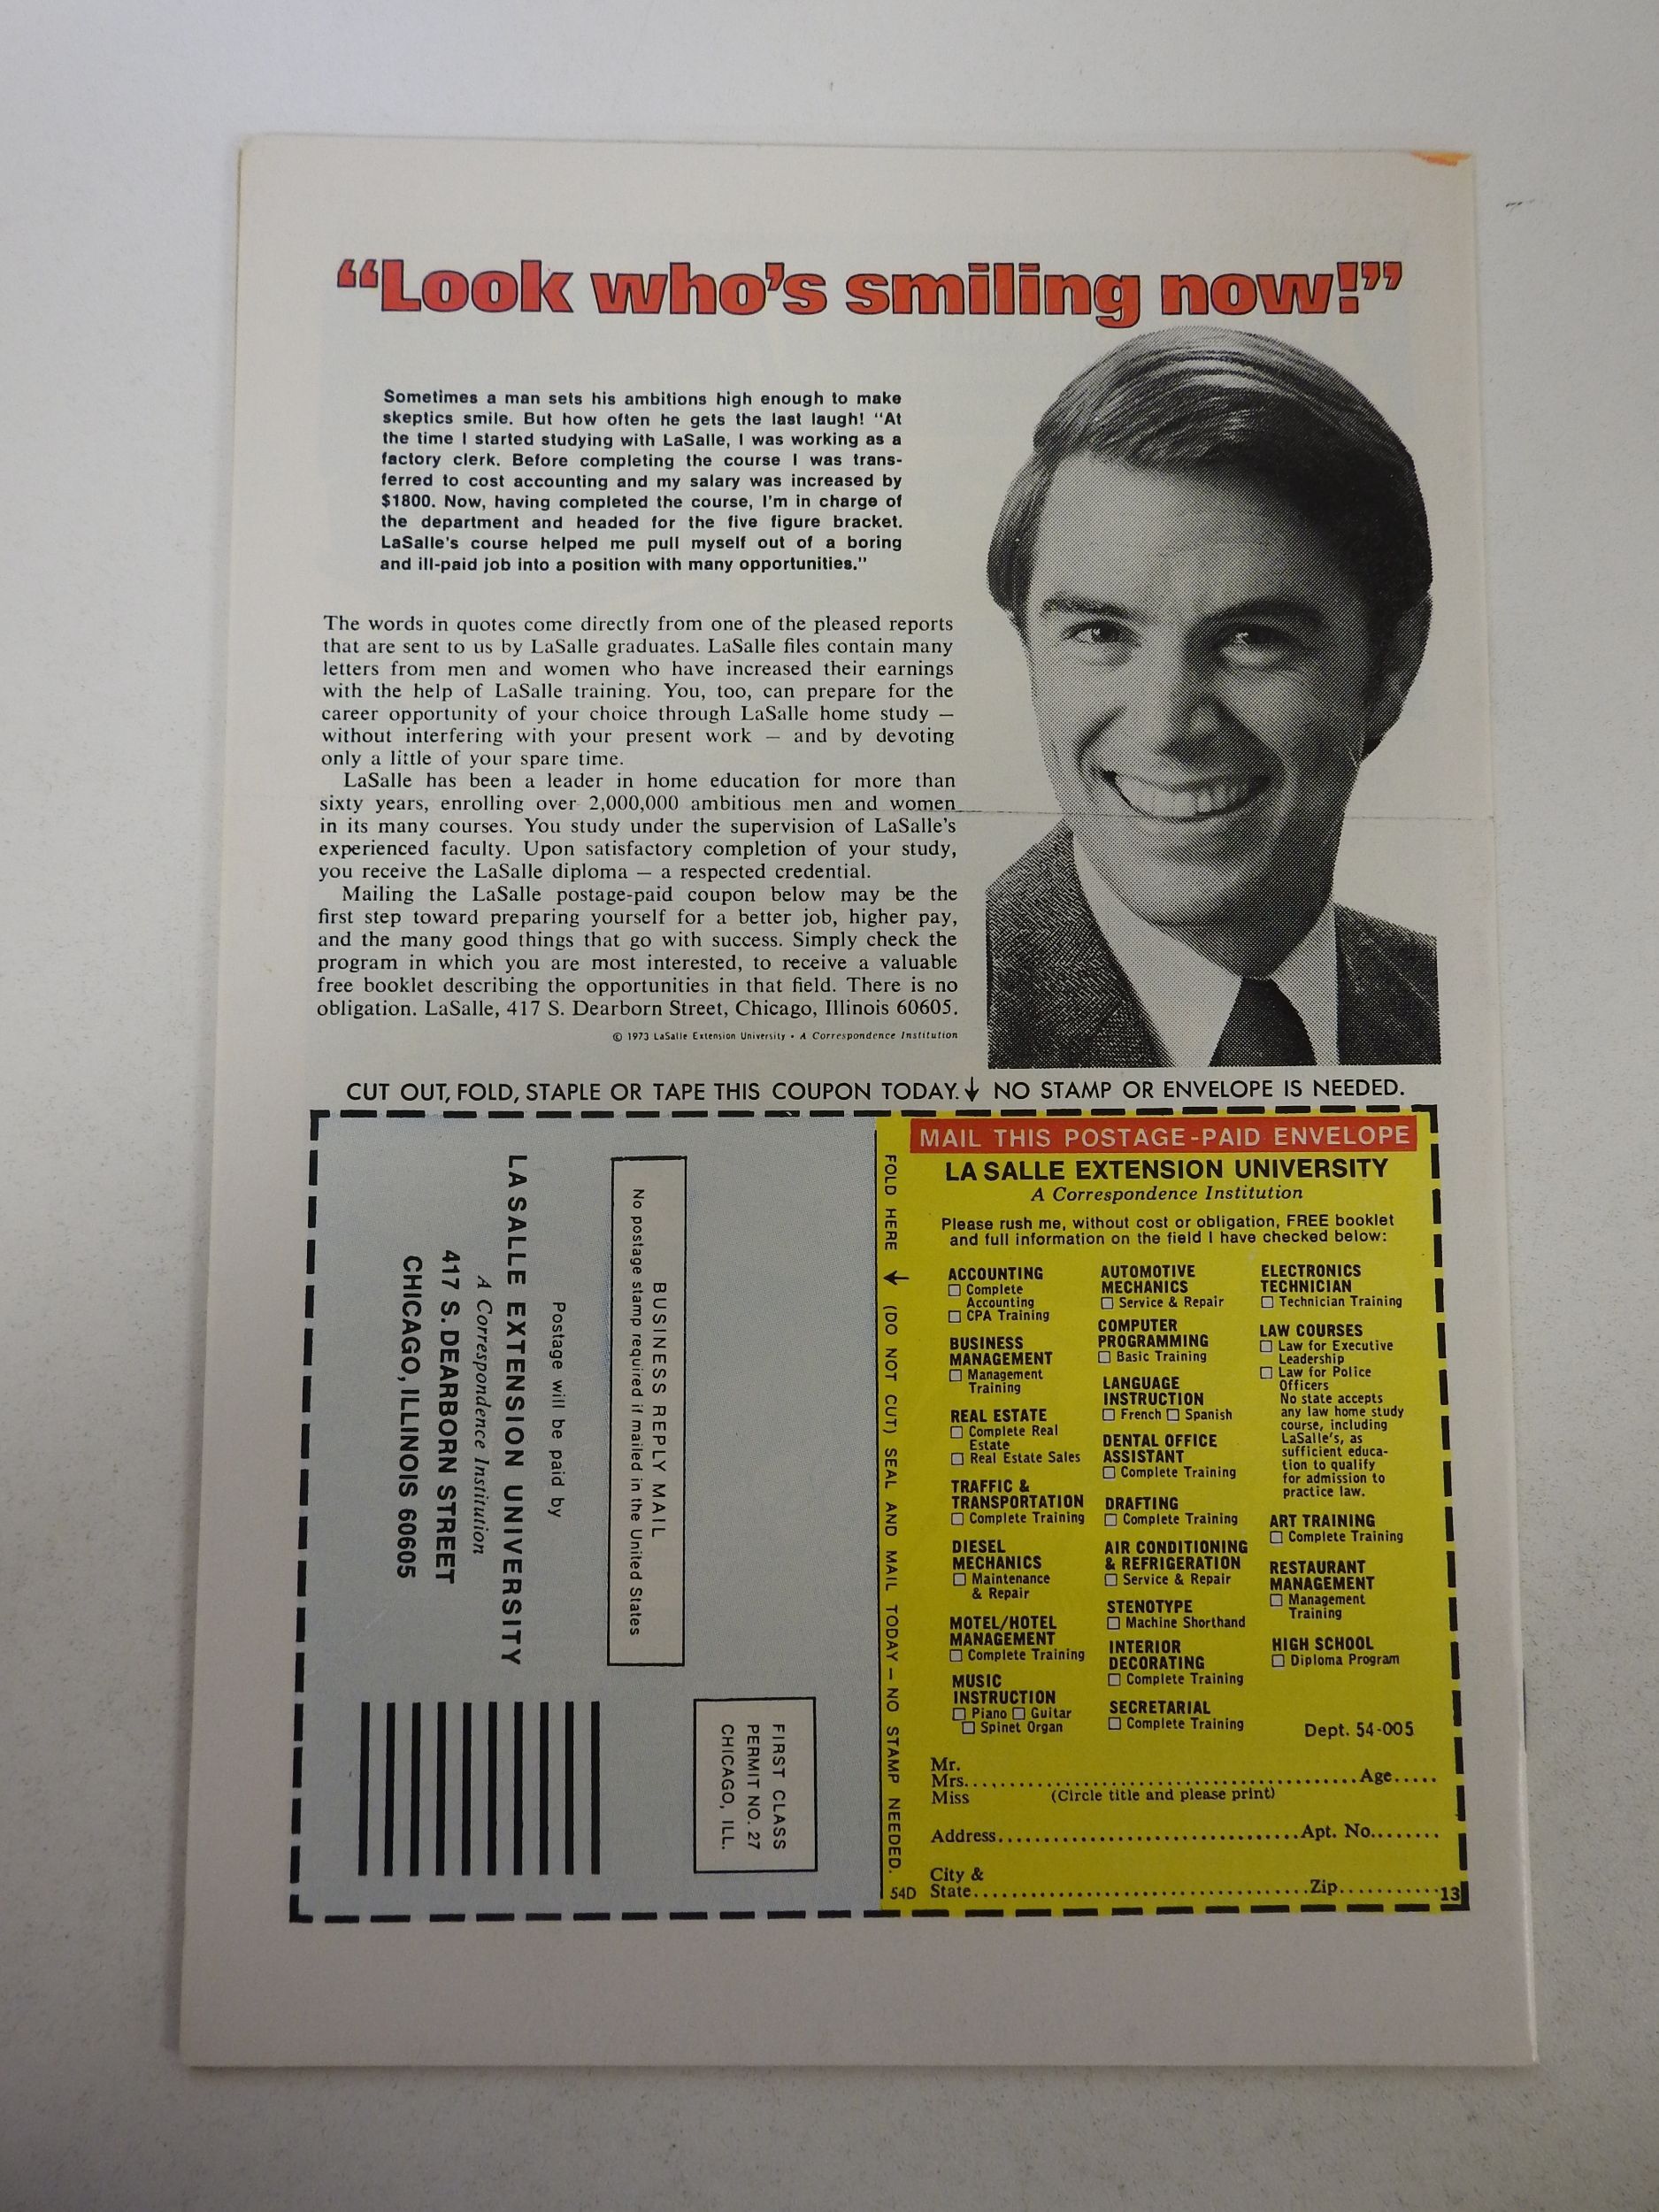 “Look who’s smiling now!”
Sometimes a man sets his ambitions high enough to make
skeptics smile. But how often he gets the last laugh! “At
the time I started studying with LaSalle, I was working as a
factory clerk. Before completing the course I was trans-
ferred to cost accounting and my salary was increased by
$1800. Now, having completed the course, I'm in charge of
the department and headed for the five figure bracket.
LaSalle's course helped me pull myself out of a boring
and ill-paid job into a position with many opportunities.”
The words in quotes come directly from one of the pleased reports
that are sent to us by LaSalle graduates. LaSalle files contain many
letters from men and women who have increased their earnings
with the help of LaSalle training. You, too, can prepare for the
career opportunity of your choice through LaSalle home study —
without interfering with your present work — and by devoting
only a little of your spare time.
LaSalle has been a leader in home education for more than
sixty years, enrolling over 2,000,000 ambitious men and women
in its many courses. You study under the supervision of LaSalle's
experienced faculty. Upon satisfactory completion of your study,
you receive the LaSalle diploma — a respected credential.
Mailing the LaSalle postage-paid coupon below may be the
first step toward preparing yourself for a better job, higher pay,
and the many good things that go with success. Simply check the
program in which you are most interested, to receive a valuable
free booklet describing the opportunities in that field. There is no
obligation. LaSalle, 417 S. Dearborn Street, Chicago, Illinois 60605.
© 1973 LaSalle Extension University • A Correspondence Institution
CUT OUT, FOLD, STAPLE OR TAPE THIS COUPON TODAY.↓ NO STAMP OR ENVELOPE IS NEEDED.
FIRST CLASS
PERMIT NO. 27
CHICAGO, ILL.
BUSINESS REPLY MAIL
No postage stamp required if mailed in the United States
Postage will be paid by
LA SALLE EXTENSION UNIVERSITY
A Correspondence Institution
417 S. DEARBORN STREET
CHICAGO, ILLINOIS 60605
FOLD HERE ↓ (DO NOT CUT) SEAL AND MAIL TODAY — NO STAMP NEEDED.
MAIL THIS POSTAGE-PAID ENVELOPE
LA SALLE EXTENSION UNIVERSITY
A Correspondence Institution
Please rush me, without cost or obligation, FREE booklet
and full information on the field I have checked below:
ACCOUNTING
☐ Complete
Accounting
☐ CPA Training
BUSINESS
MANAGEMENT
☐ Management
Training
REAL ESTATE
☐ Complete Real
Estate
☐ Real Estate Sales
TRAFFIC &
TRANSPORTATION
☐ Complete Training
DIESEL
MECHANICS
☐ Maintenance
& Repair
MOTEL/HOTEL
MANAGEMENT
☐ Complete Training
MUSIC
INSTRUCTION
☐ Piano ☐ Guitar
☐ Spinet Organ
AUTOMOTIVE
MECHANICS
☐ Service & Repair
COMPUTER
PROGRAMMING
☐ Basic Training
LANGUAGE
INSTRUCTION
☐ French ☐ Spanish
DENTAL OFFICE
ASSISTANT
☐ Complete Training
DRAFTING
☐ Complete Training
AIR CONDITIONING
& REFRIGERATION
☐ Service & Repair
STENOTYPE
☐ Machine Shorthand
INTERIOR
DECORATING
☐ Complete Training
SECRETARIAL
☐ Complete Training
ELECTRONICS
TECHNICIAN
☐ Technician Training
LAW COURSES
☐ Law for Executive
Leadership
☐ Law for Police
Officers
No state accepts
any law home study
course, including
LaSalle's, as
sufficient educa-
tion to qualify
for admission to
practice law.
ART TRAINING
☐ Complete Training
RESTAURANT
MANAGEMENT
☐ Management
Training
HIGH SCHOOL
☐ Diploma Program
Dept. 54-005
Mr.
Mrs.......................................................Age.....
Miss (Circle title and please print)
Address...........................................Apt. No........
City &
State..............................................Zip...........13
54D